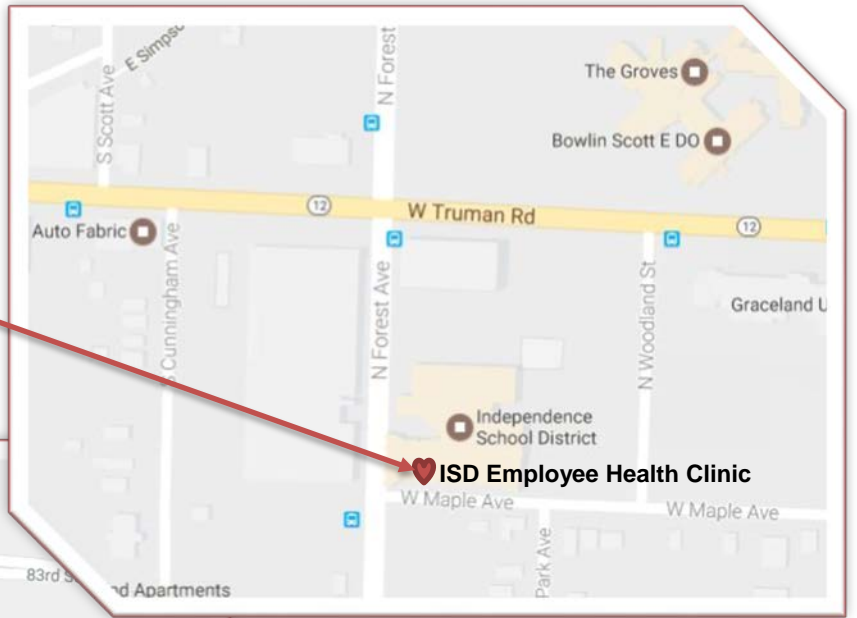 E Simpso
N Forest
S Scott Ave
The Groves
Bowlin Scott E DO
12
W Truman Rd
12
Auto Fabric
S Cunningham Ave
N Forest Ave
N Woodland St
Graceland U
Independence
School District
ISD Employee Health Clinic
W Maple Ave
W Maple Ave
Park Ave
83rd S
nd Apartments